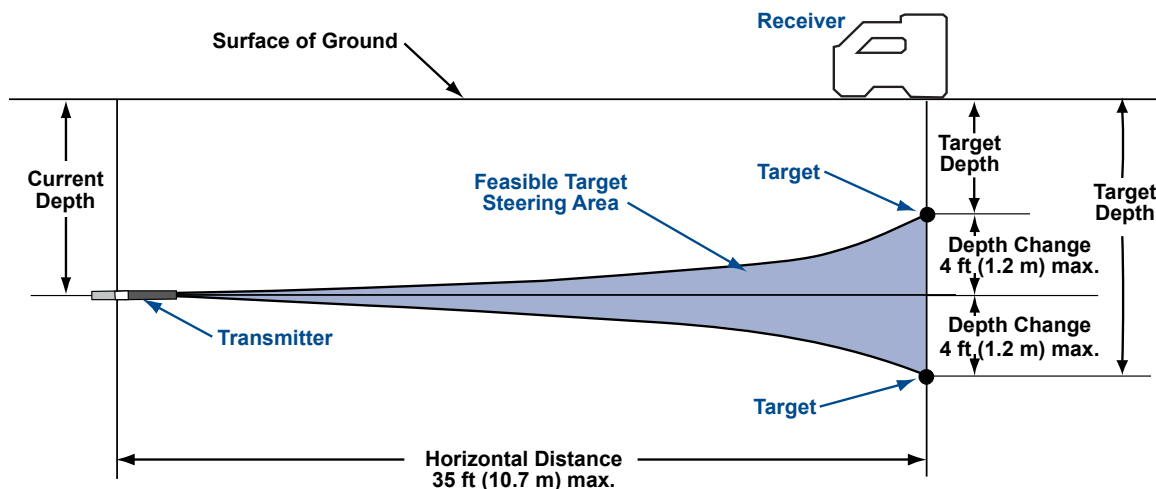 Receiver
Surface of Ground
Current
Depth
Feasible Target
Steering Area
Target
Target
Depth
Target
Depth
Depth Change
4 ft (1.2 m) max.
Transmitter
Depth Change
4 ft (1.2 m) max.
Target
Horizontal Distance
35 ft (10.7 m) max.